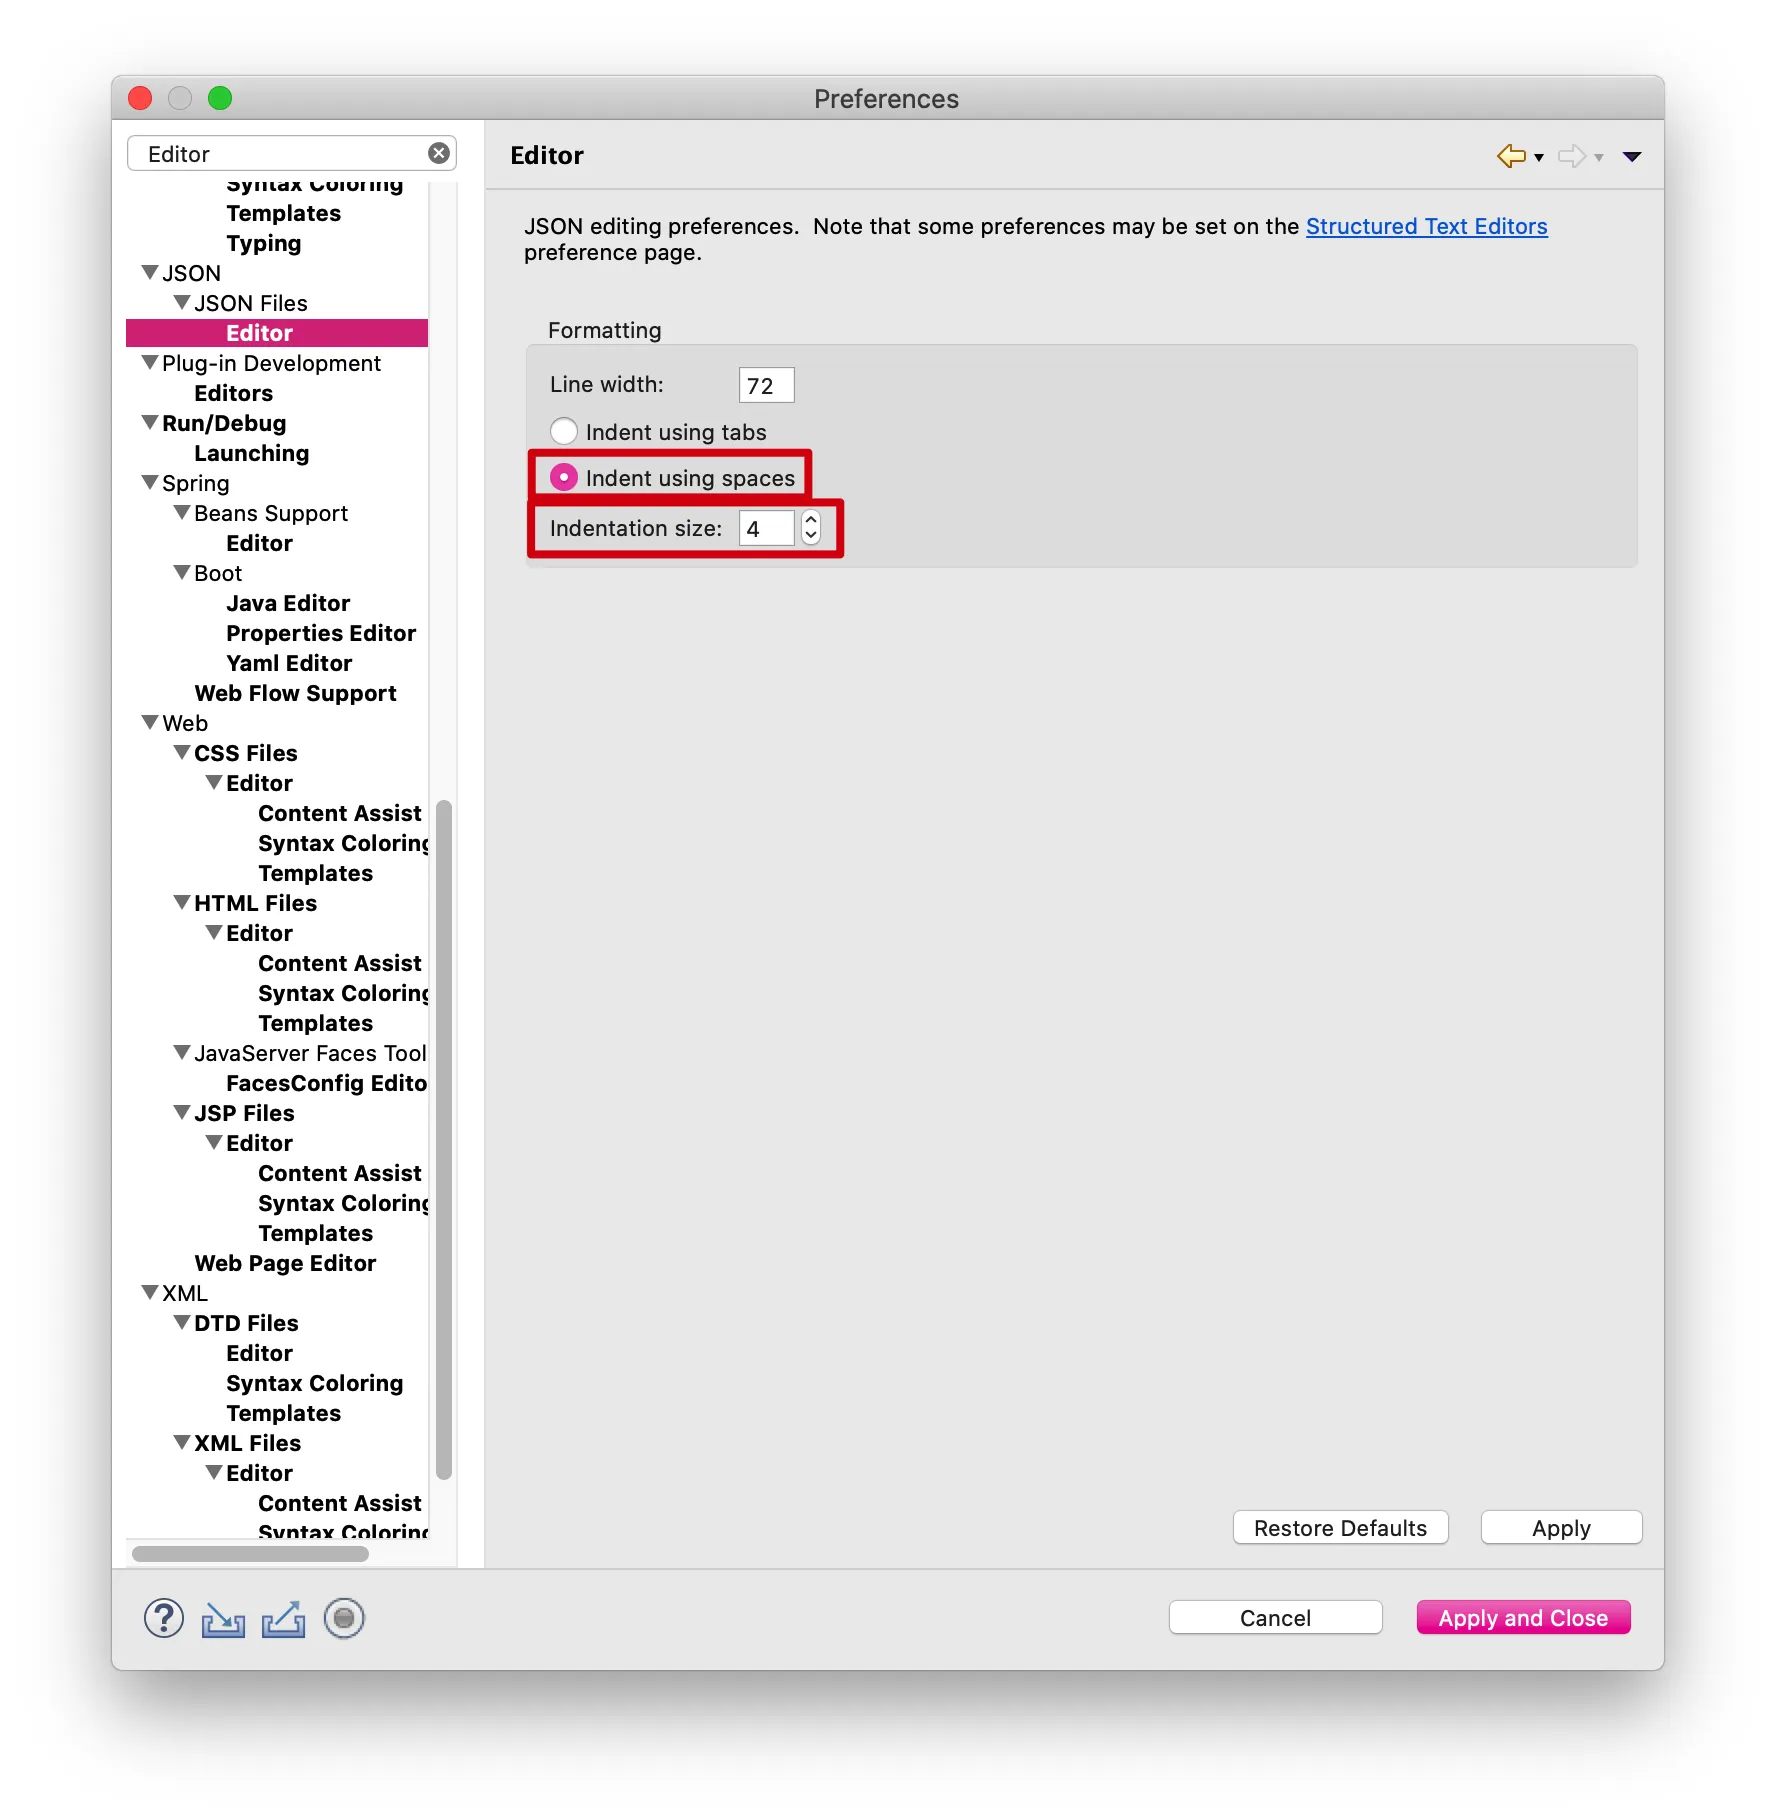 Preferences
Editor
Syntax Coloring
Templates
Typing
JSON
JSON Files
Editor
Plug-in Development
Editors
Run/Debug
Launching
Spring
Beans Support
Editor
Boot
Java Editor
Properties Editor
Yaml Editor
Web Flow Support
Web
CSS Files
Editor
Content Assist
Syntax Coloring
Templates
HTML Files
Editor
Content Assist
Syntax Coloring
Templates
JavaServer Faces Tool
FacesConfig Edito
JSP Files
Editor
Content Assist
Syntax Coloring
Templates
Web Page Editor
XML
DTD Files
Editor
Syntax Coloring
Templates
XML Files
Editor
Content Assist
Syntax Coloring
Editor
JSON editing preferences.  Note that some preferences may be set on the Structured Text Editors
preference page.
Formatting
Line width: 72
Indent using tabs
Indent using spaces
Indentation size: 4
Restore Defaults Apply
? Cancel Apply and Close